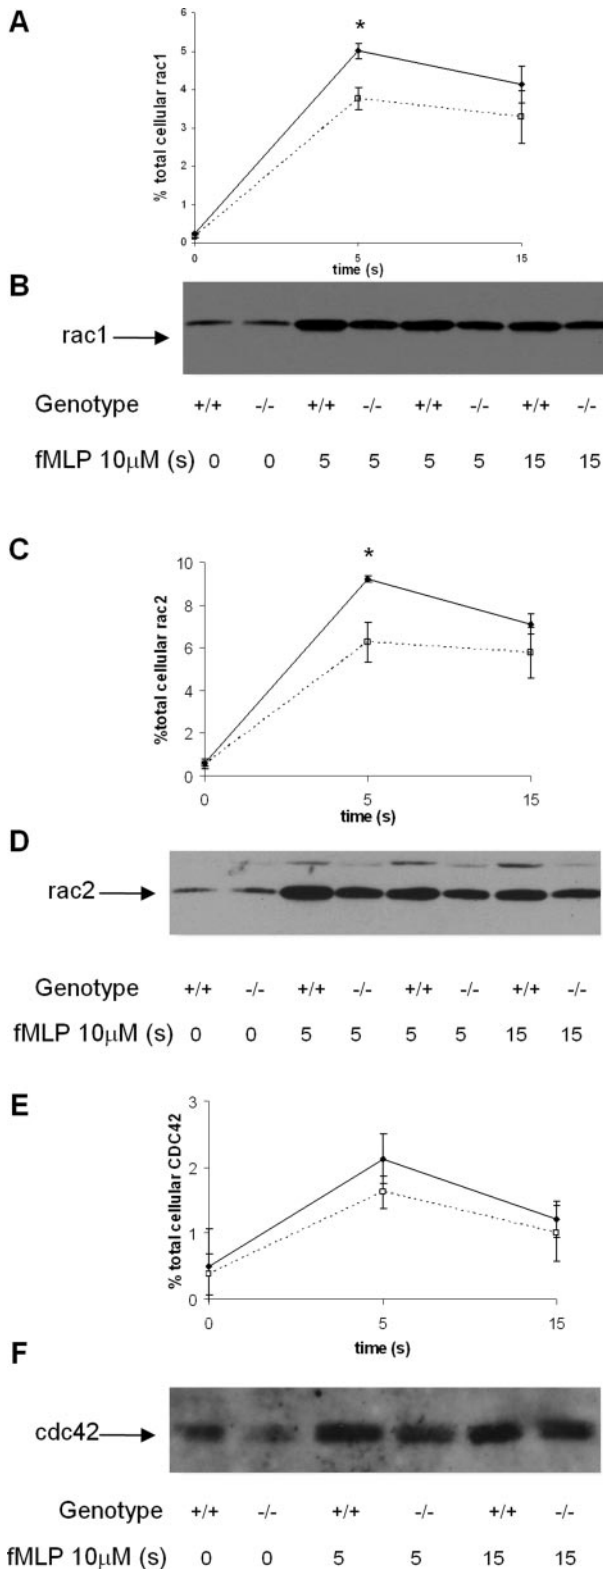 A
6
*
5
4
3
2
1
0
% total cellular rac1
0 5 15
time (s)
B
rac1
Genotype +/+ -/- +/+ -/- +/+ -/- +/+ -/-
fMLP 10μM (s) 0 0 5 5 5 5 15 15
C
*
10
8
6
4
2
0
%total cellular rac2
0 5 15
time (s)
D
rac2
Genotype +/+ -/- +/+ -/- +/+ -/- +/+ -/-
fMLP 10μM (s) 0 0 5 5 5 5 15 15
E
3
2
1
0
% total cellular CDC42
0 5 15
time (s)
F
cdc42
Genotype +/+ -/- +/+ -/- +/+ -/-
fMLP 10μM (s) 0 0 5 5 15 15